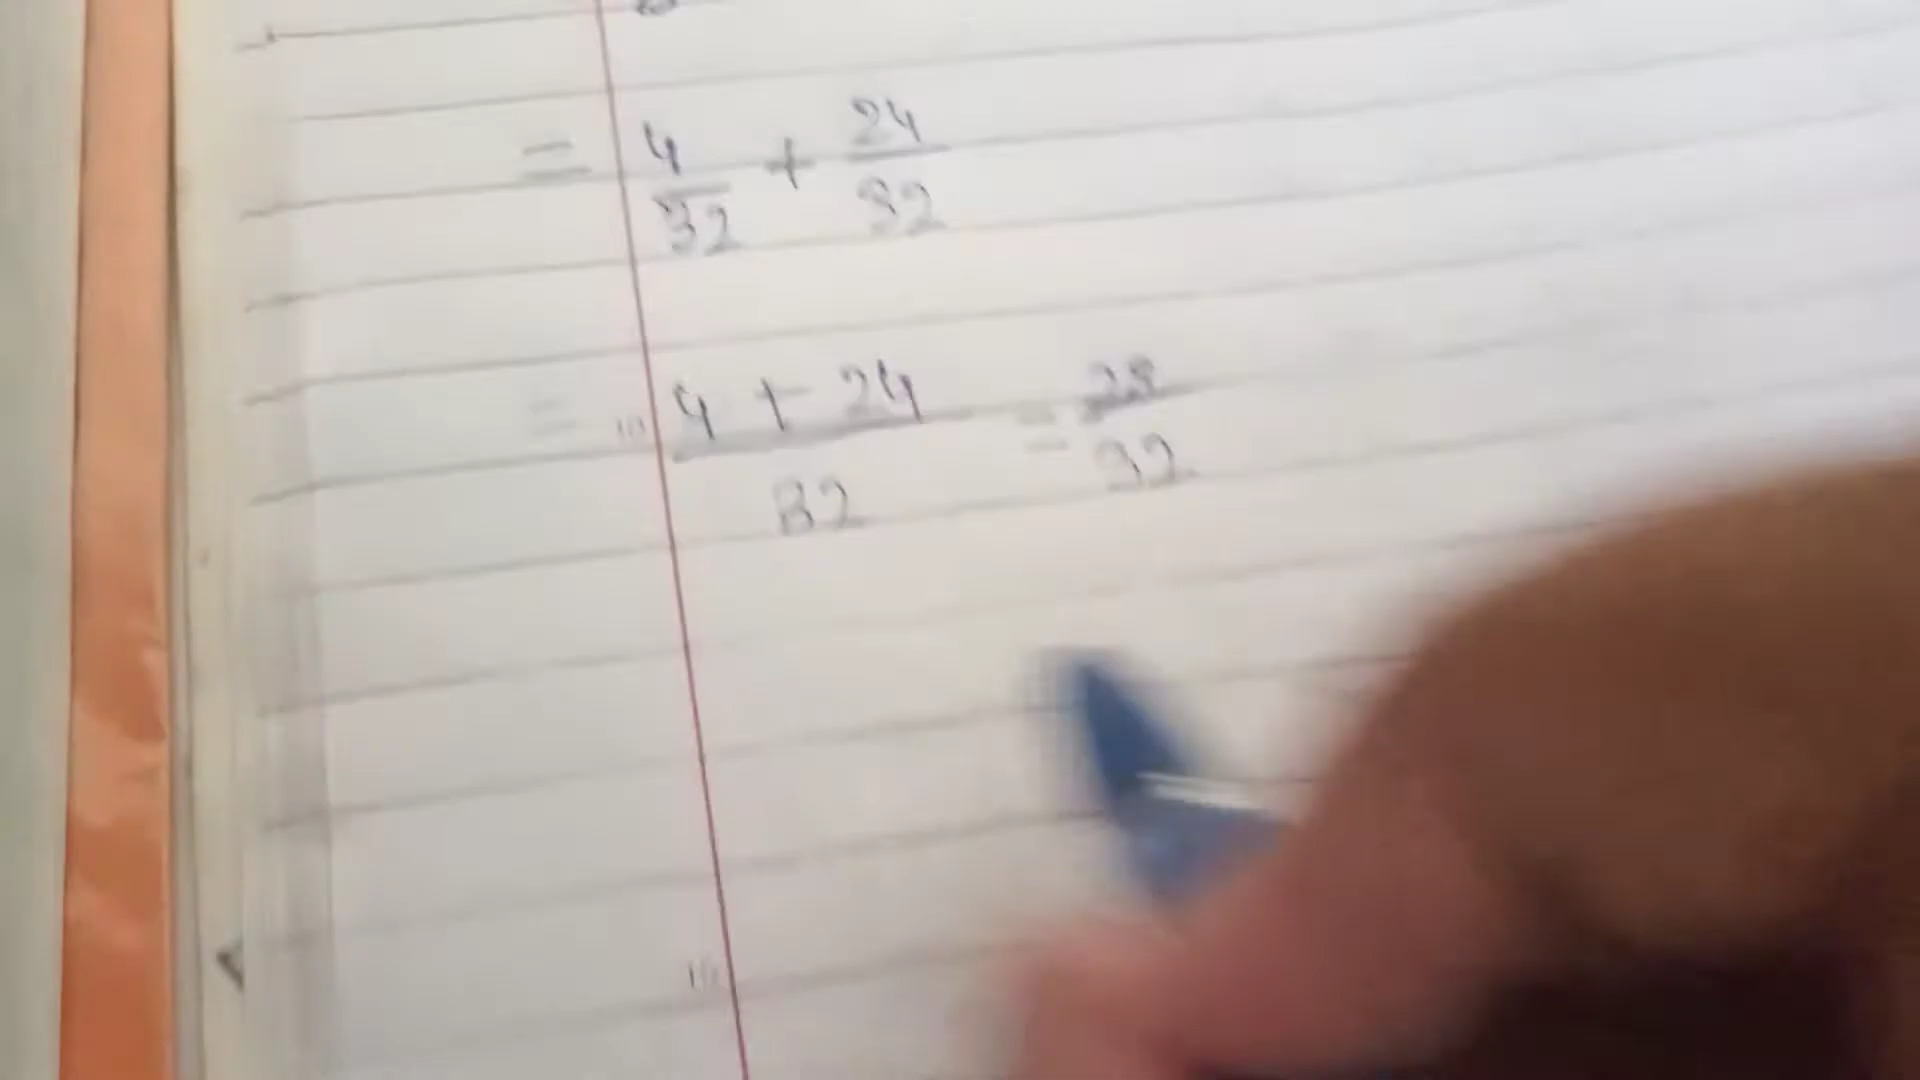 = 4/32 + 24/32
= 4 + 24/32 = 28/32